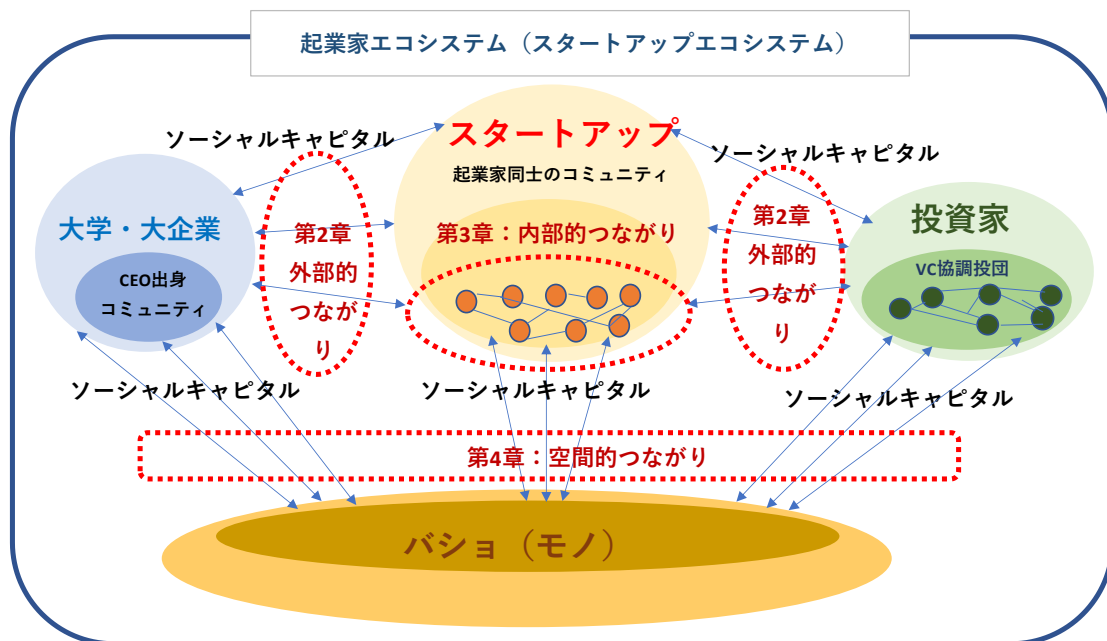 起業家エコシステム（スタートアップエコシステム）
ソーシャルキャピタル
スタートアップ
起業家同士のコミュニティ
ソーシャルキャピタル
大学・大企業
CEO出身
コミュニティ
第2章
外部的
つながり
第3章：内部的つながり
第2章
外部的
つながり
投資家
VC協調投団
ソーシャルキャピタル
ソーシャルキャピタル
ソーシャルキャピタル
第4章：空間的つながり
バショ（モノ）